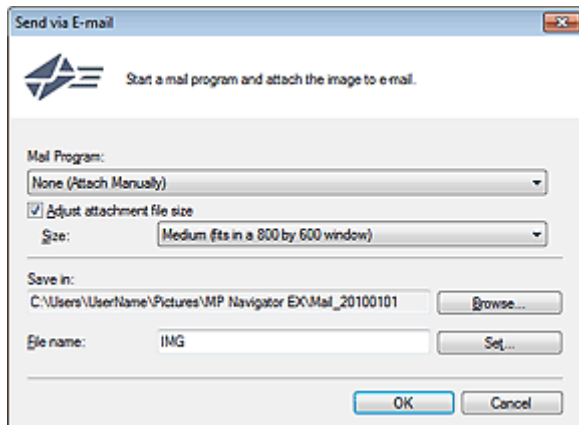 Send via E-mail
Start a mail program and attach the image to e-mail.
Mail Program:
None (Attach Manually)
Adjust attachment file size
Size: Medium (fits in a 800 by 600 window)
Save in:
C:\Users\UserName\Pictures\MP Navigator EX\Mail_20100101 Browse...
File name: IMG Set...
OK Cancel